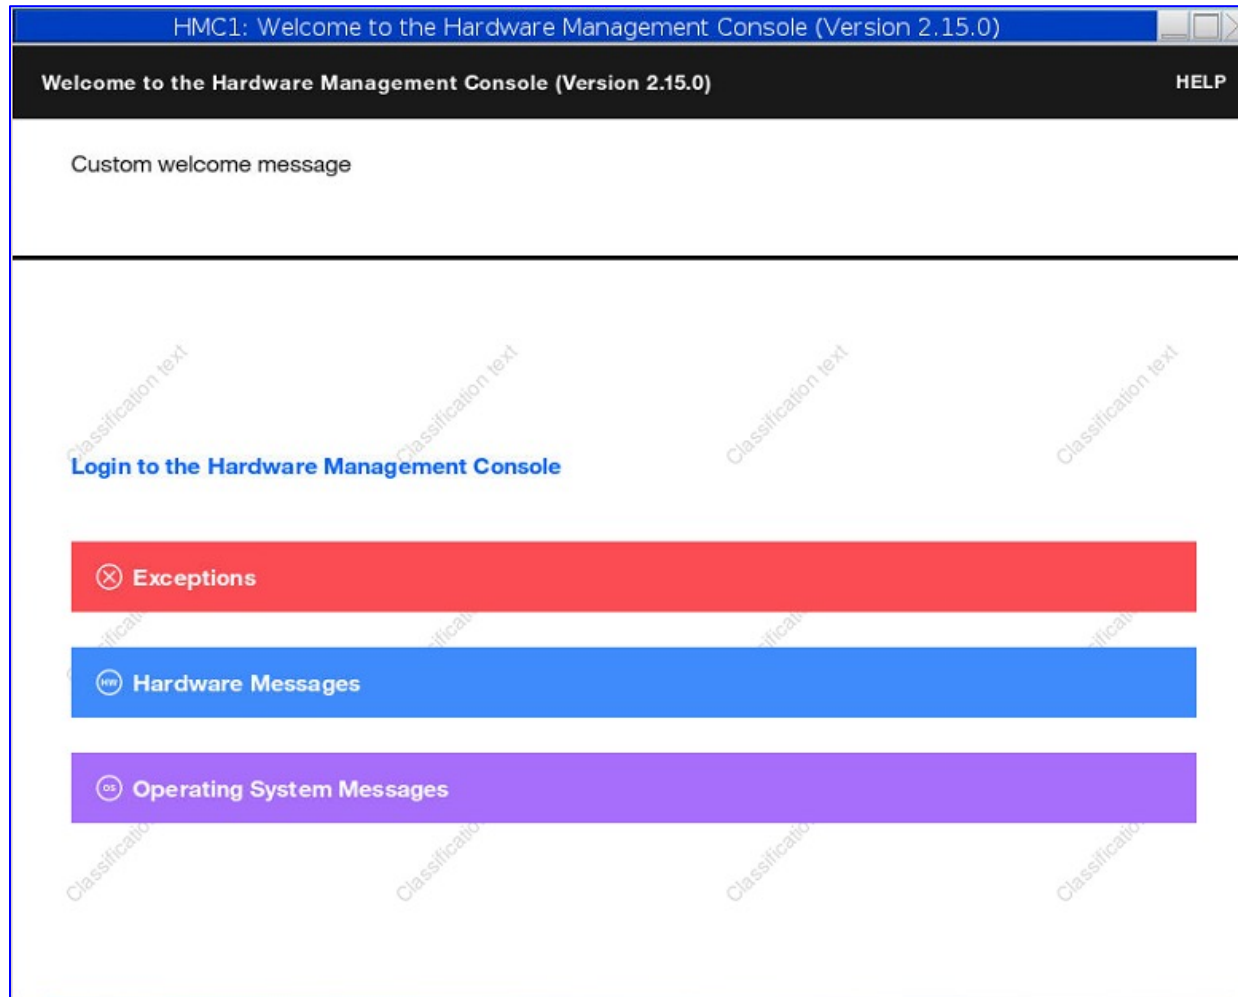 HMC1: Welcome to the Hardware Management Console (Version 2.15.0)
Welcome to the Hardware Management Console (Version 2.15.0) HELP
Custom welcome message
Classification text Classification text Classification text Classification text
Login to the Hardware Management Console
Exceptions
HW Hardware Messages
OS Operating System Messages